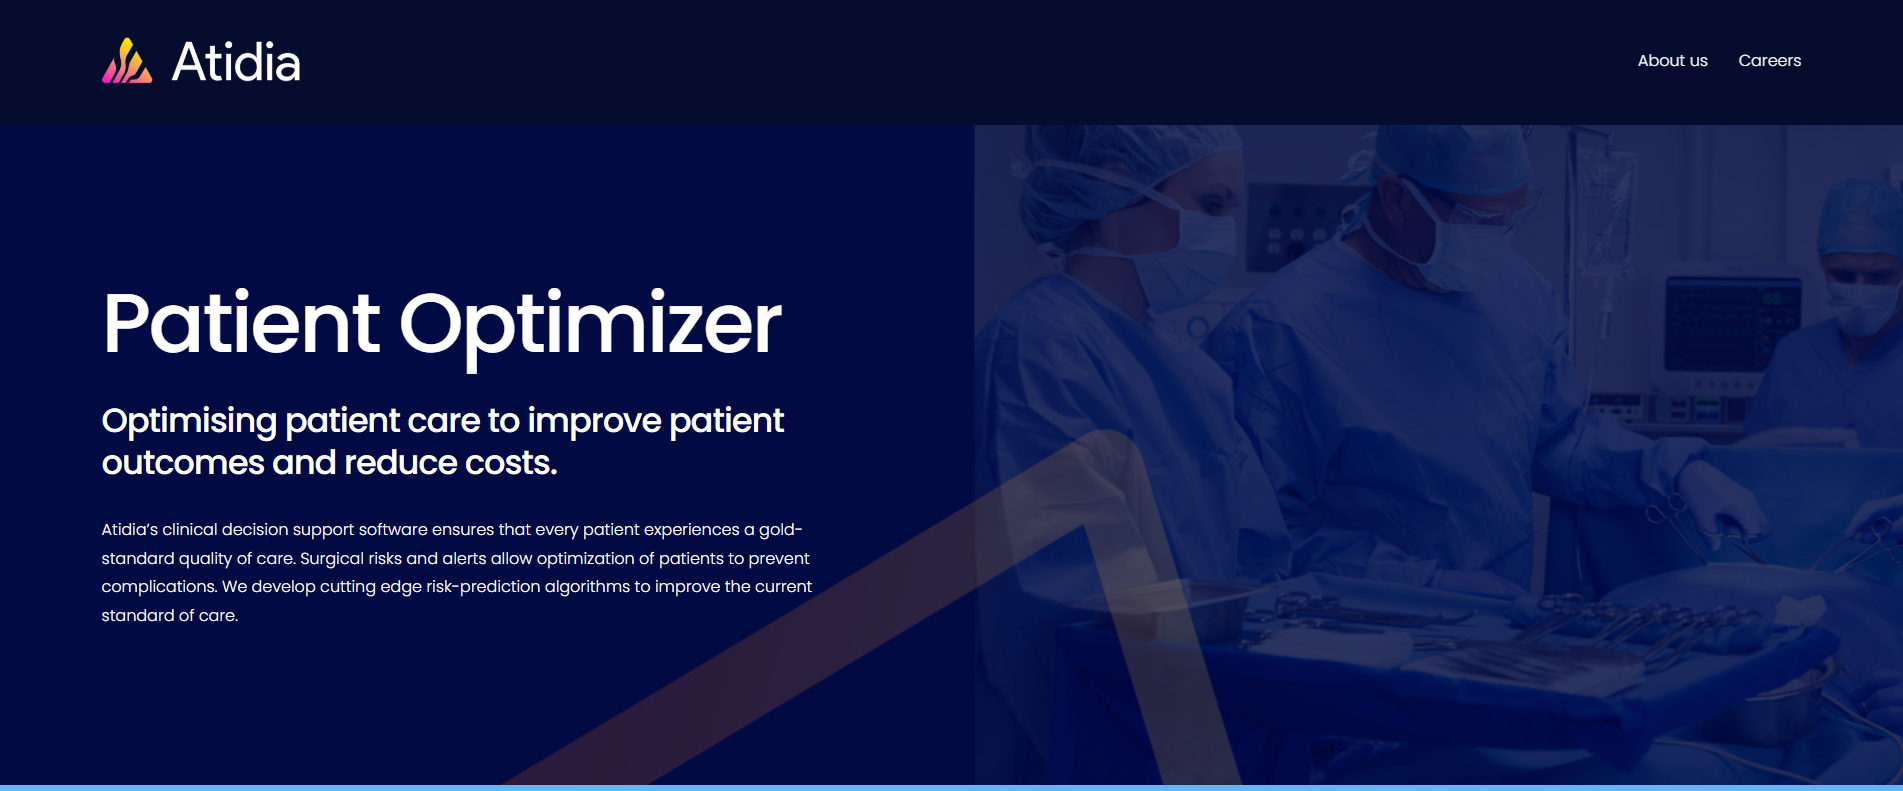 Atidia
About us
Careers
Patient Optimizer
Optimising patient care to improve patient
outcomes and reduce costs.
Atidia’s clinical decision support software ensures that every patient experiences a gold-
standard quality of care. Surgical risks and alerts allow optimization of patients to prevent
complications. We develop cutting edge risk-prediction algorithms to improve the current
standard of care.